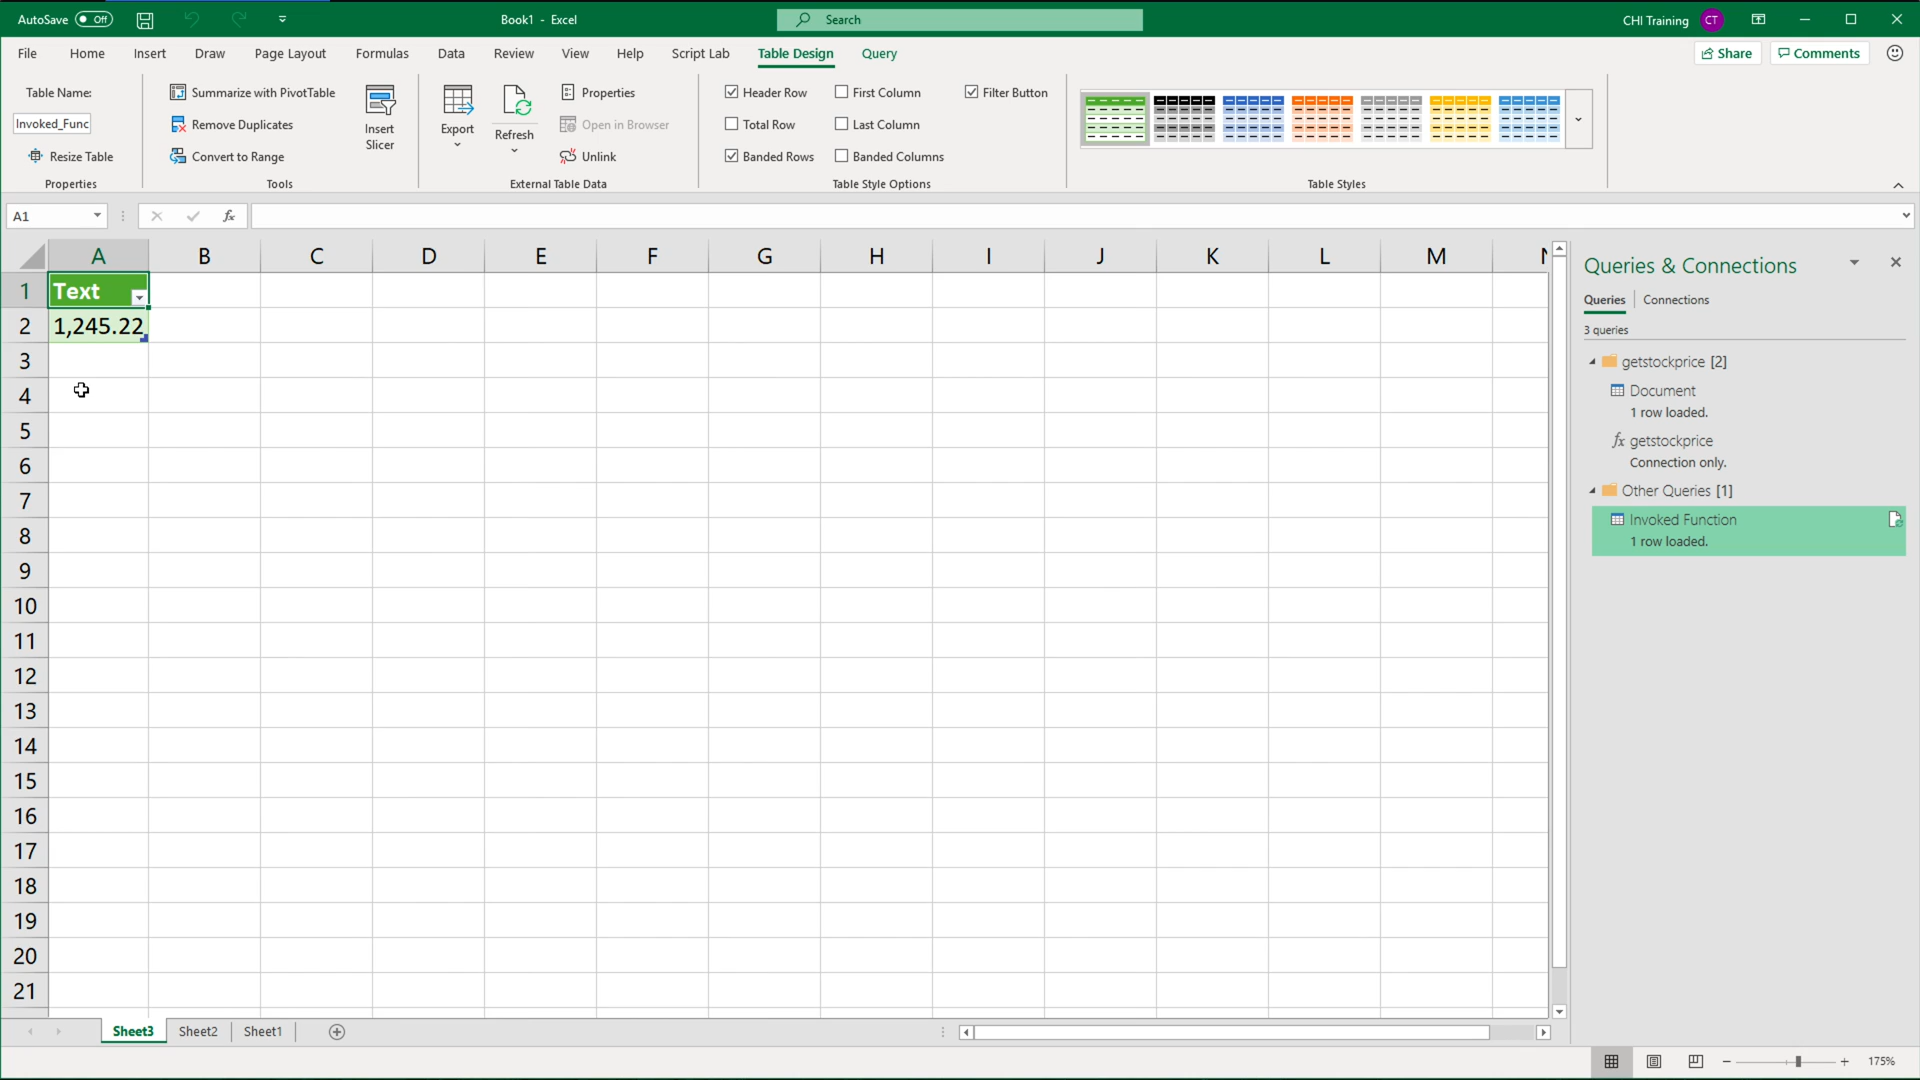 AutoSave Off
Book1 - Excel
Search
CHI Training CT
File Home Insert Draw Page Layout Formulas Data Review View Help Script Lab Table Design Query
Share Comments
Table Name:
Invoked_Func
Resize Table
Properties
Summarize with PivotTable
Remove Duplicates
Convert to Range
Tools
Insert
Slicer
Export
Refresh
Properties
Open in Browser
Unlink
External Table Data
Header Row First Column Filter Button
Total Row Last Column
Banded Rows Banded Columns
Table Style Options
Table Styles
A1
fx
A B C D E F G H I J K L M
1 Text
2 1,245.22
3
4
5
6
7
8
9
10
11
12
13
14
15
16
17
18
19
20
21
Queries & Connections
Queries Connections
3 queries
getstockprice [2]
Document
1 row loaded.
fx getstockprice
Connection only.
Other Queries [1]
Invoked Function
1 row loaded.
Sheet3 Sheet2 Sheet1
175%